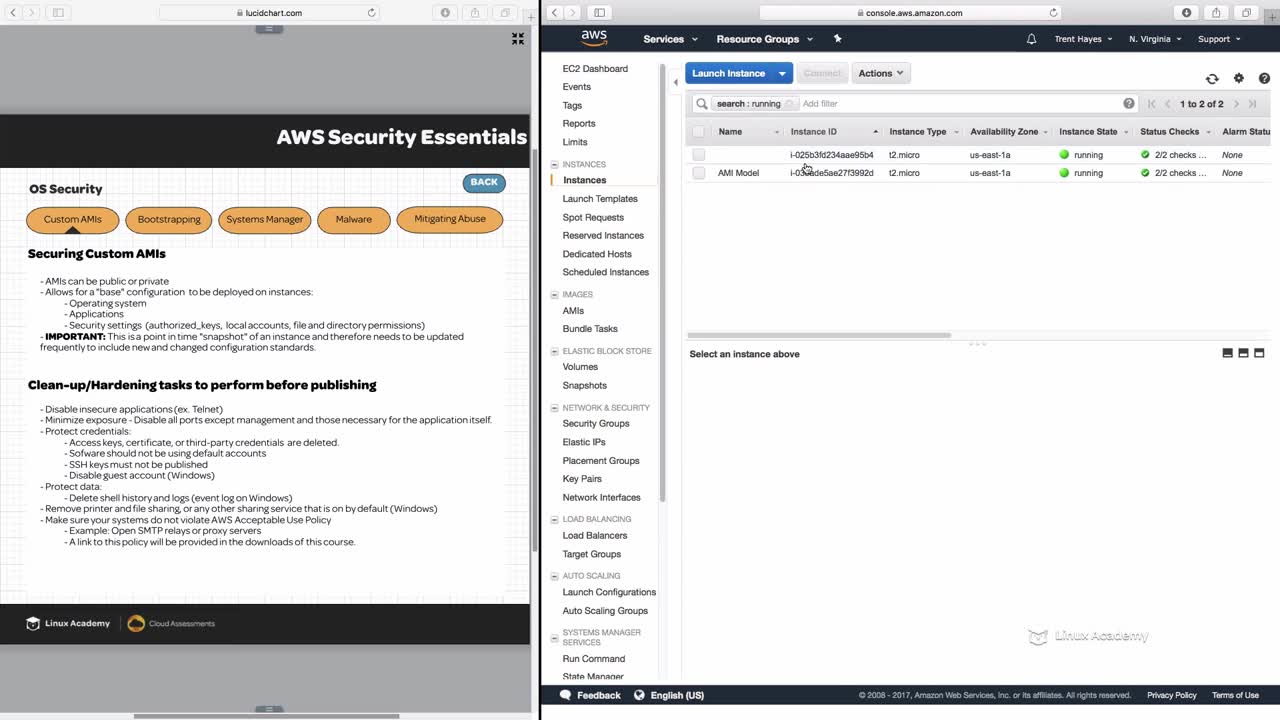 lucidchart.com
AWS Security Essentials
OS Security
BACK
Custom AMIs
Bootstrapping
Systems Manager
Malware
Mitigating Abuse
Securing Custom AMIs
- AMIs can be public or private
- Allows for a "base" configuration to be deployed on instances:
- Operating system
- Applications
- Security settings (authorized_keys, local accounts, file and directory permissions)
- IMPORTANT: This is a point in time "snapshot" of an instance and therefore needs to be updated
frequently to include new and changed configuration standards.
Clean-up/Hardening tasks to perform before publishing
- Disable insecure applications (ex. Telnet)
- Minimize exposure - Disable all ports except management and those necessary for the application itself.
- Protect credentials:
- Access keys, certificate, or third-party credentials are deleted.
- Sofware should not be using default accounts
- SSH keys must not be published
- Disable guest account (Windows)
- Protect data:
- Delete shell history and logs (event log on Windows)
- Remove printer and file sharing, or any other sharing service that is on by default (Windows)
- Make sure your systems do not violate AWS Acceptable Use Policy
- Example: Open SMTP relays or proxy servers
- A link to this policy will be provided in the downloads of this course.
Linux Academy
Cloud Assessments
console.aws.amazon.com
aws Services Resource Groups Trent Hayes N. Virginia Support
EC2 Dashboard
Events
Tags
Reports
Limits
INSTANCES
Instances
Launch Templates
Spot Requests
Reserved Instances
Dedicated Hosts
Scheduled Instances
IMAGES
AMIs
Bundle Tasks
ELASTIC BLOCK STORE
Volumes
Snapshots
NETWORK & SECURITY
Security Groups
Elastic IPs
Placement Groups
Key Pairs
Network Interfaces
LOAD BALANCING
Load Balancers
Target Groups
AUTO SCALING
Launch Configurations
Auto Scaling Groups
SYSTEMS MANAGER
SERVICES
Run Command
State Manager
Launch Instance Connect Actions
search : running Add filter 1 to 2 of 2
Name Instance ID Instance Type Availability Zone Instance State Status Checks Alarm Statu
i-025b3fd234aae95b4 t2.micro us-east-1a running 2/2 checks ... None
AMI Model t2.micro us-east-1a running 2/2 checks ... None
Select an instance above
Linux Academy
Feedback English (US) © 2008 - 2017, Amazon Web Services, Inc. or its affiliates. All rights reserved. Privacy Policy Terms of Use